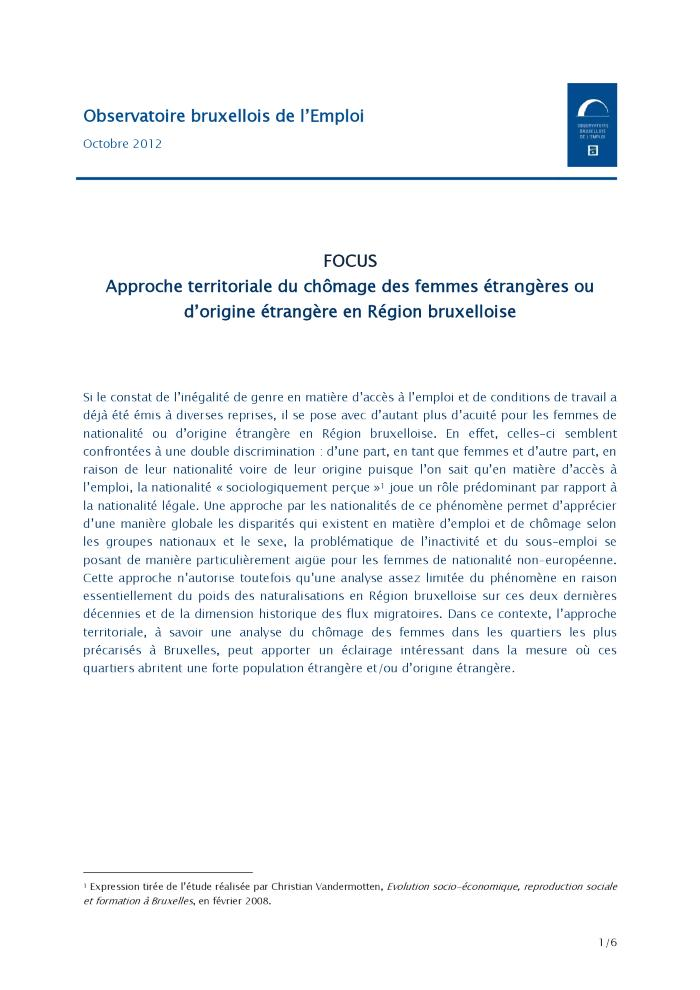 Observatoire bruxellois de l'Emploi
Octobre 2012
OBSERVATOIRE
BRUXELLOIS
DE L'EMPLOI
FOCUS
Approche territoriale du chômage des femmes étrangères ou
d'origine étrangère en Région bruxelloise
Si le constat de l'inégalité de genre en matière d'accès à l'emploi et de conditions de travail a
déjà été émis à diverses reprises, il se pose avec d'autant plus d'acuité pour les femmes de
nationalité ou d'origine étrangère en Région bruxelloise. En effet, celles-ci semblent
confrontées à une double discrimination : d'une part, en tant que femmes et d'autre part, en
raison de leur nationalité voire de leur origine puisque l'on sait qu'en matière d'accès à
l'emploi, la nationalité « sociologiquement perçue »¹ joue un rôle prédominant par rapport à
la nationalité légale. Une approche par les nationalités de ce phénomène permet d'apprécier
d'une manière globale les disparités qui existent en matière d'emploi et de chômage selon
les groupes nationaux et le sexe, la problématique de l'inactivité et du sous-emploi se
posant de manière particulièrement aigüe pour les femmes de nationalité non-européenne.
Cette approche n'autorise toutefois qu'une analyse assez limitée du phénomène en raison
essentiellement du poids des naturalisations en Région bruxelloise sur ces deux dernières
décennies et de la dimension historique des flux migratoires. Dans ce contexte, l'approche
territoriale, à savoir une analyse du chômage des femmes dans les quartiers les plus
précarisés à Bruxelles, peut apporter un éclairage intéressant dans la mesure où ces
quartiers abritent une forte population étrangère et/ou d'origine étrangère.
¹ Expression tirée de l'étude réalisée par Christian Vandermotten, Evolution socio-économique, reproduction sociale
et formation à Bruxelles, en février 2008.
1/6